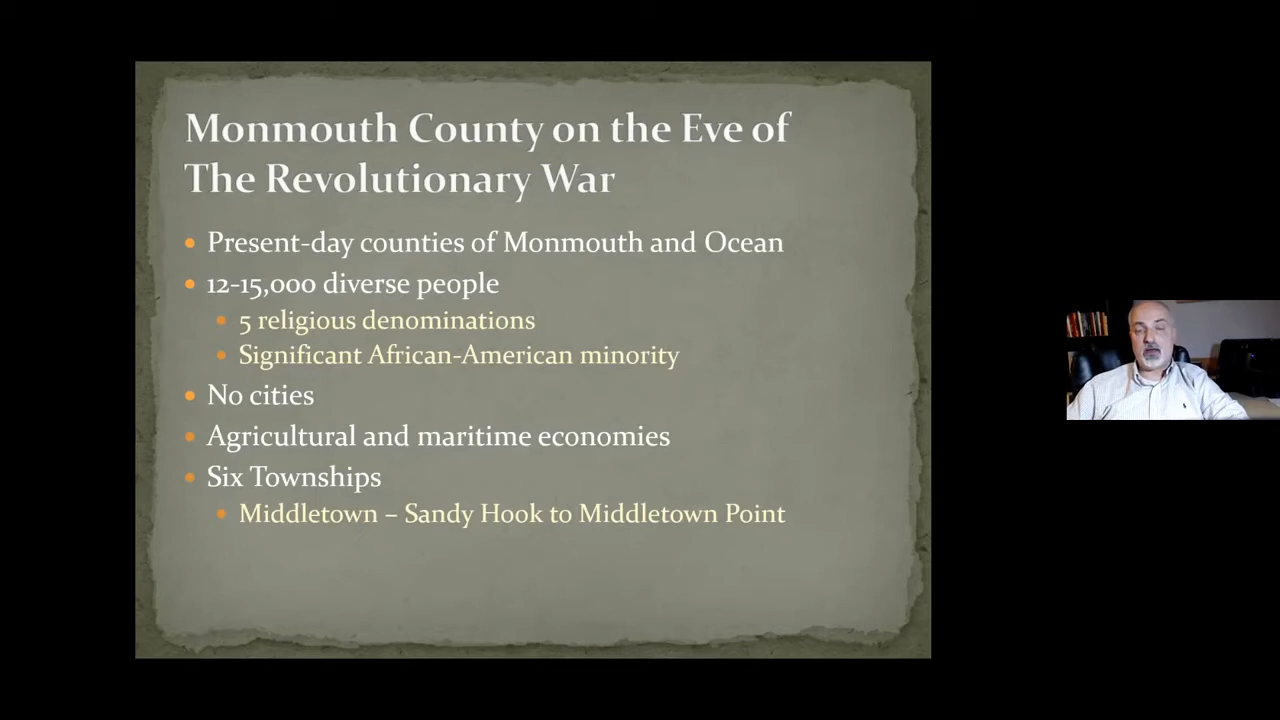 Monmouth County on the Eve of
The Revolutionary War
Present-day counties of Monmouth and Ocean
12-15,000 diverse people
5 religious denominations
Significant African-American minority
No cities
Agricultural and maritime economies
Six Townships
Middletown – Sandy Hook to Middletown Point